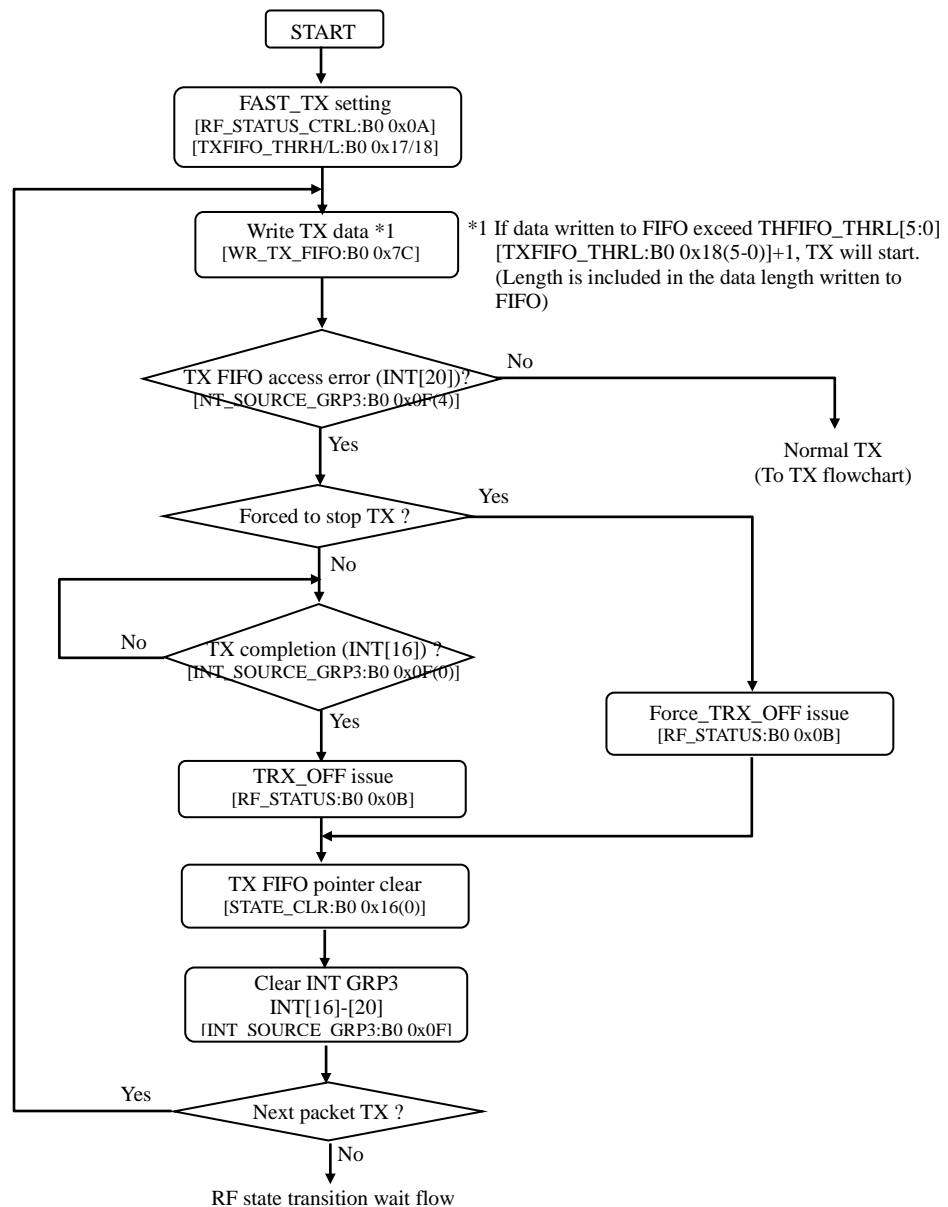 START
FAST_TX setting
[RF_STATUS_CTRL:B0 0x0A]
[TXFIFO_THRH/L:B0 0x17/18]
Write TX data *1
[WR_TX_FIFO:B0 0x7C]
*1 If data written to FIFO exceed THFIFO_THRL[5:0]
[TXFIFO_THRL:B0 0x18(5-0)]+1, TX will start.
(Length is included in the data length written to
FIFO)
No
TX FIFO access error (INT[20])?
[NT_SOURCE_GRP3:B0 0x0F(4)]
Yes
Normal TX
(To TX flowchart)
Yes
Forced to stop TX ?
No
No
TX completion (INT[16]) ?
[INT_SOURCE_GRP3:B0 0x0F(0)]
Yes
Force_TRX_OFF issue
[RF_STATUS:B0 0x0B]
TRX_OFF issue
[RF_STATUS:B0 0x0B]
TX FIFO pointer clear
[STATE_CLR:B0 0x16(0)]
Clear INT GRP3
INT[16]-[20]
[INT_SOURCE_GRP3:B0 0x0F]
Yes
Next packet TX ?
No
RF state transition wait flow